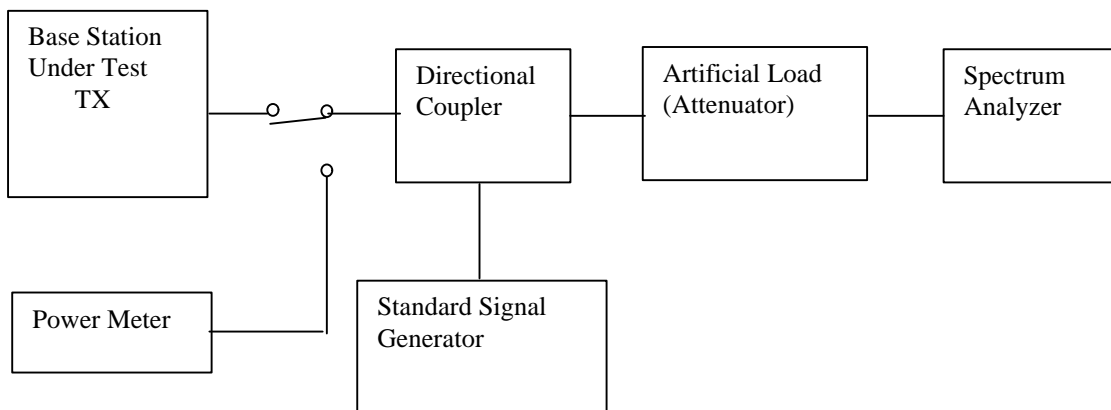 Base Station
Under Test
TX
Directional
Coupler
Artificial Load
(Attenuator)
Spectrum
Analyzer
Power Meter
Standard Signal
Generator